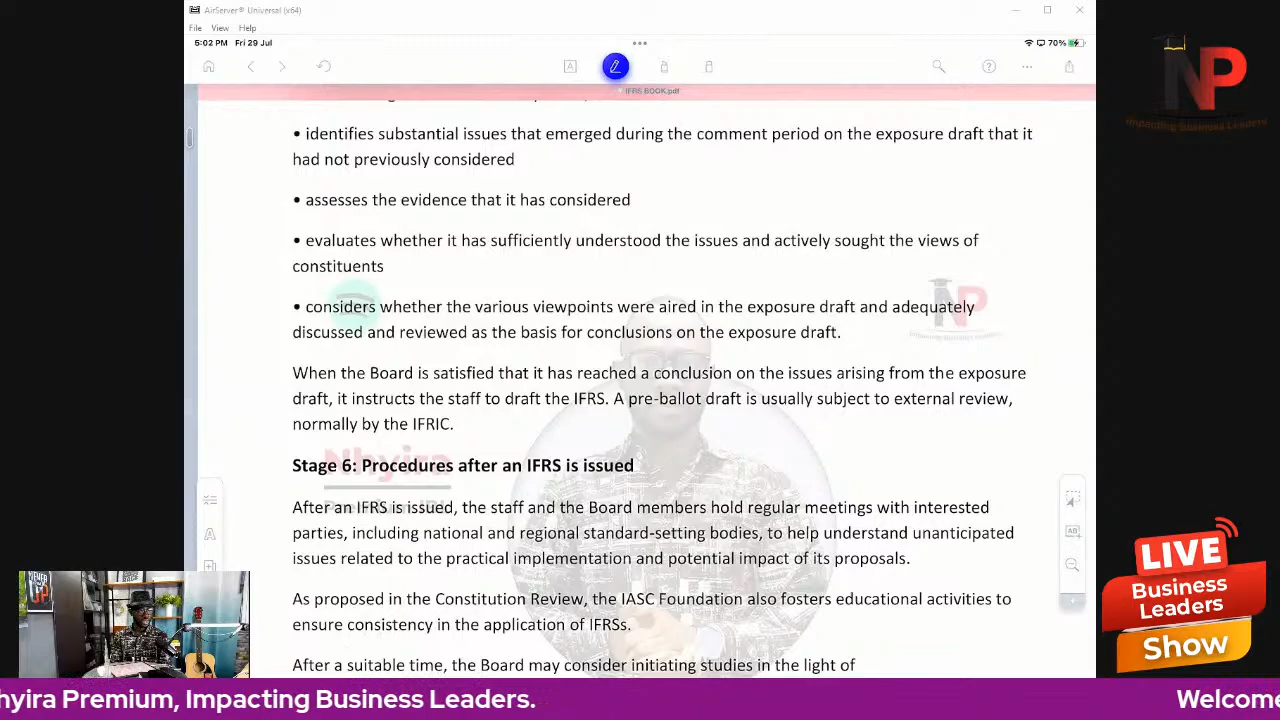 AirServer® Universal (x64)
File View Help
5:02 PM Fri 29 Jul
70%
IFRS BOOK.pdf
• identifies substantial issues that emerged during the comment period on the exposure draft that it
had not previously considered
• assesses the evidence that it has considered
• evaluates whether it has sufficiently understood the issues and actively sought the views of
constituents
• considers whether the various viewpoints were aired in the exposure draft and adequately
discussed and reviewed as the basis for conclusions on the exposure draft.
When the Board is satisfied that it has reached a conclusion on the issues arising from the exposure
draft, it instructs the staff to draft the IFRS. A pre-ballot draft is usually subject to external review,
normally by the IFRIC.
Nhyira
Stage 6: Procedures after an IFRS is issued
After an IFRS is issued, the staff and the Board members hold regular meetings with interested
parties, including national and regional standard-setting bodies, to help understand unanticipated
issues related to the practical implementation and potential impact of its proposals.
As proposed in the Constitution Review, the IASC Foundation also fosters educational activities to
ensure consistency in the application of IFRSs.
After a suitable time, the Board may consider initiating studies in the light of
NP
Impacting Business Leaders
NP
LIVE
Business
Leaders
Show
hyira Premium, Impacting Business Leaders.
Welcome